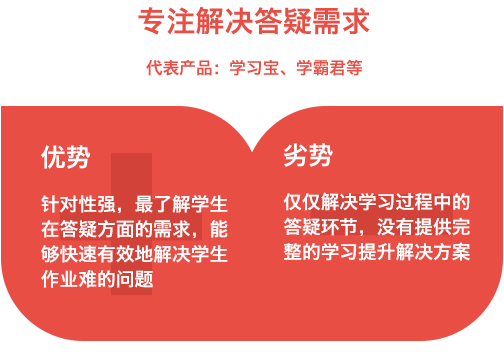 专注解决答疑需求
代表产品：学习宝、学霸君等
优势
针对性强，最了解学生
在答疑方面的需求，能
够快速有效地解决学生
作业难的问题
劣势
仅仅解决学习过程中的
答疑环节，没有提供完
整的学习提升解决方案